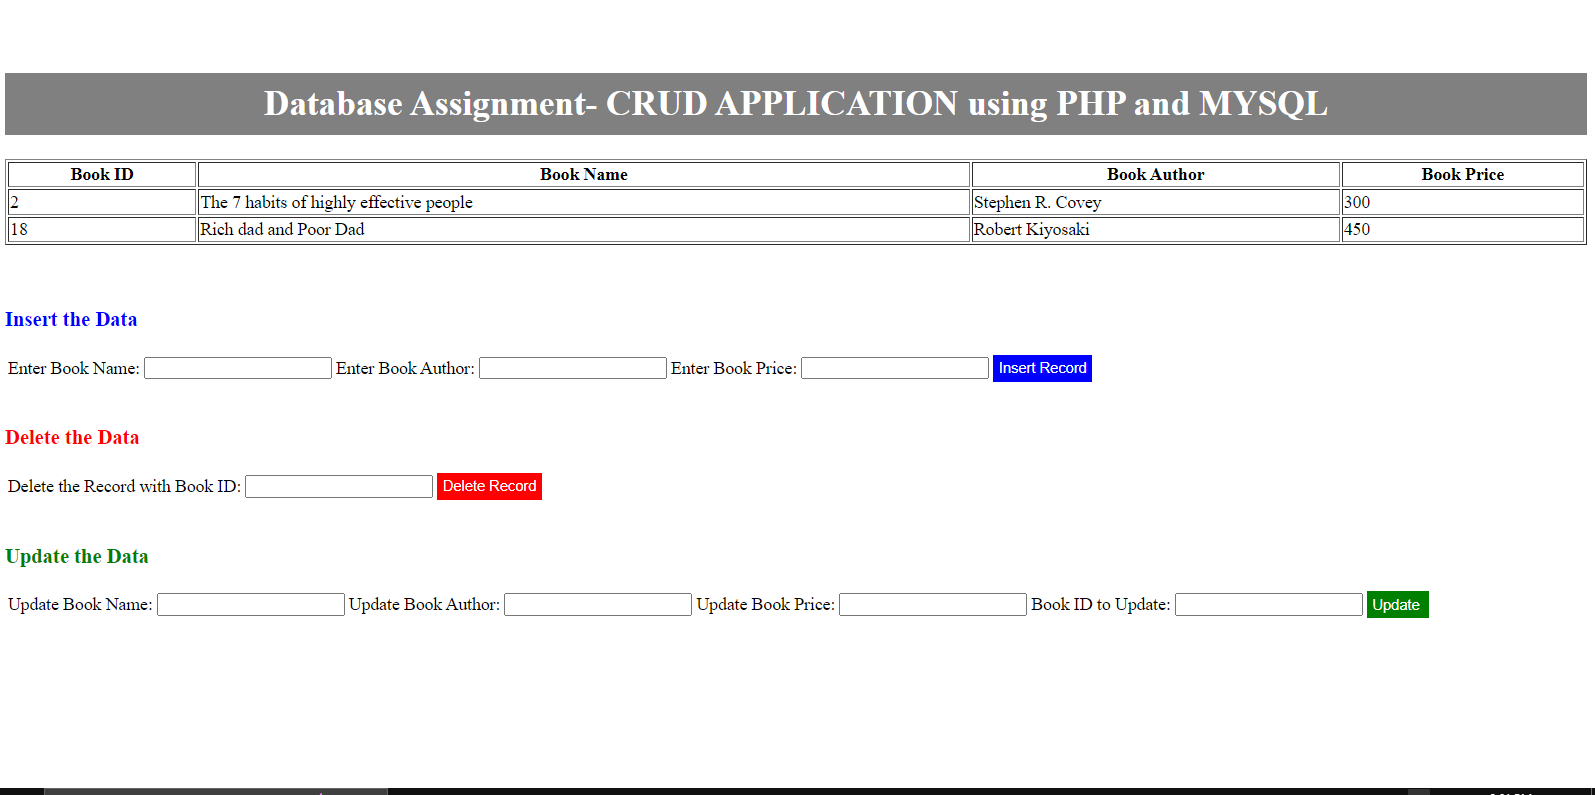 Database Assignment- CRUD APPLICATION using PHP and MYSQL
Book ID Book Name Book Author Book Price
2 The 7 habits of highly effective people Stephen R. Covey 300
18 Rich dad and Poor Dad Robert Kiyosaki 450
Insert the Data
Enter Book Name: Enter Book Author: Enter Book Price: Insert Record
Delete the Data
Delete the Record with Book ID: Delete Record
Update the Data
Update Book Name: Update Book Author: Update Book Price: Book ID to Update: Update